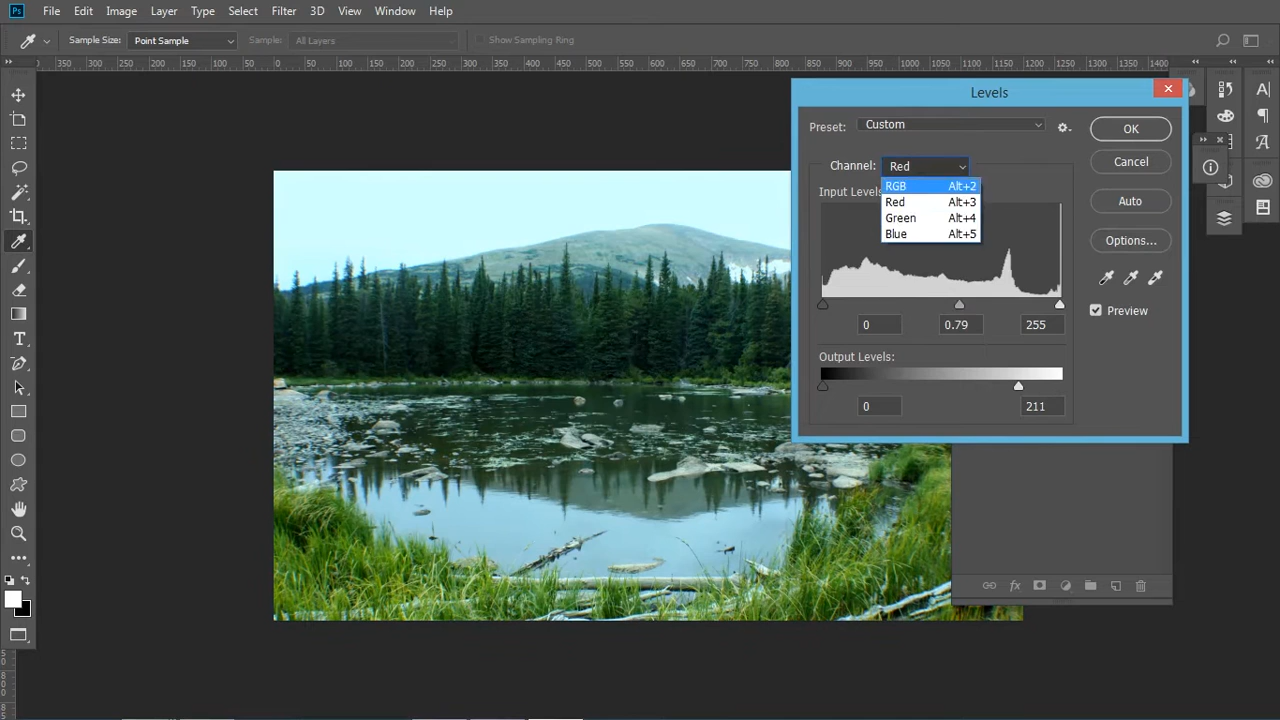 Ps File Edit Image Layer Type Select Filter 3D View Window Help
Sample Size: Point Sample Sample: All Layers Show Sampling Ring
350 300 250 200 150 100 50 0 50 100 150 200 250 300 350 400 450 500 550 600 650 700 750 800 850 900 950 1000 1050 1100 1150 1200 1250 1300 1350 1400
Levels
Preset: Custom
OK
Channel: Red
Cancel
RGB Alt+2
Input Levels
Red Alt+3
Auto
Green Alt+4
Blue Alt+5
Options...
Preview
0 0.79 255
Output Levels:
0 211
fx